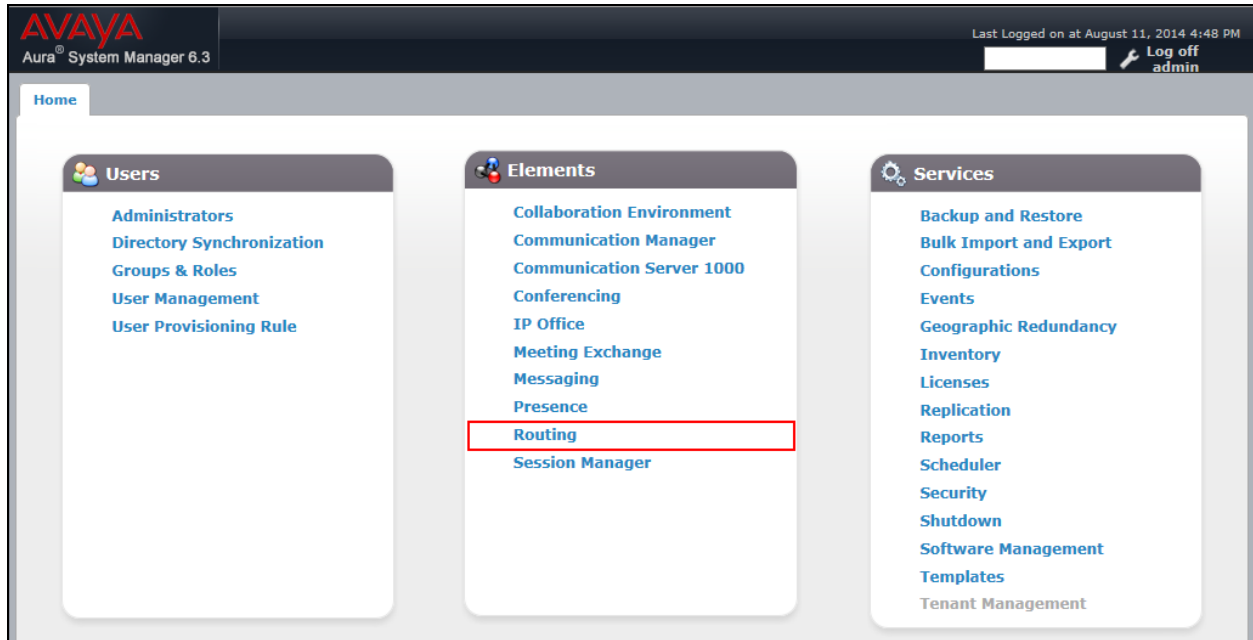 AVAYA
Aura® System Manager 6.3
Last Logged on at August 11, 2014 4:48 PM
Log off
admin
Home
Users
Administrators
Directory Synchronization
Groups & Roles
User Management
User Provisioning Rule
Elements
Collaboration Environment
Communication Manager
Communication Server 1000
Conferencing
IP Office
Meeting Exchange
Messaging
Presence
Routing
Session Manager
Services
Backup and Restore
Bulk Import and Export
Configurations
Events
Geographic Redundancy
Inventory
Licenses
Replication
Reports
Scheduler
Security
Shutdown
Software Management
Templates
Tenant Management